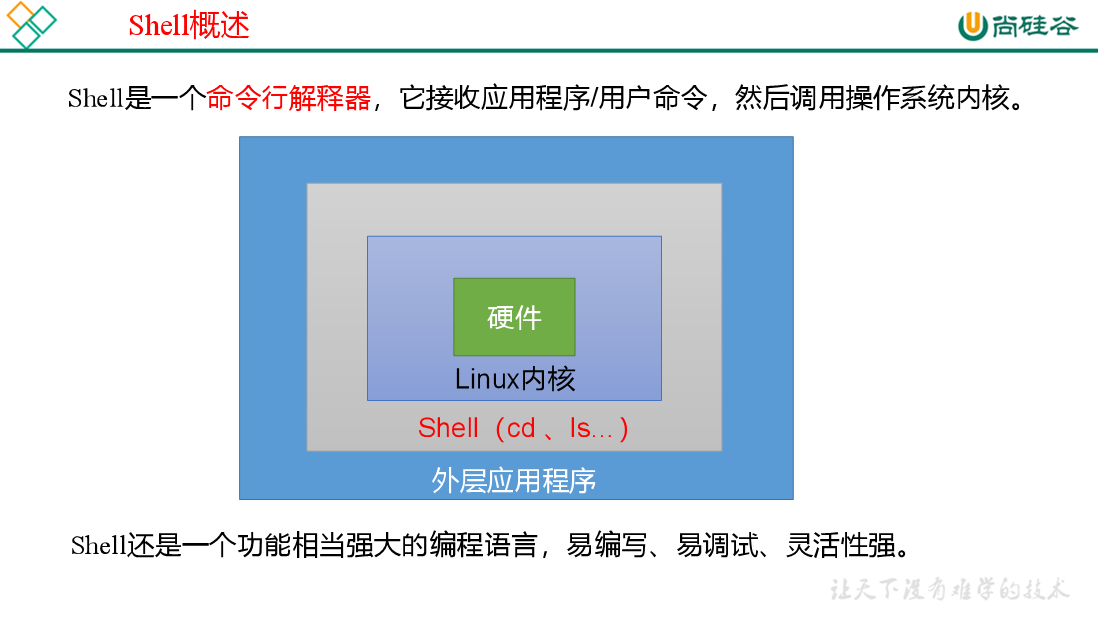 Shell概述
尚硅谷
Shell是一个命令行解释器，它接收应用程序/用户命令，然后调用操作系统内核。
硬件
Linux内核
Shell（cd 、ls…）
外层应用程序
Shell还是一个功能相当强大的编程语言，易编写、易调试、灵活性强。
让天下没有难学的技术